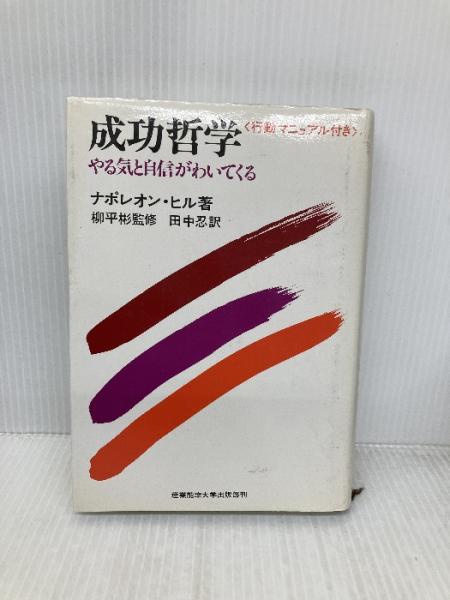 成功哲学〈行動マニュアル付き〉
やる気と自信がわいてくる
ナポレオン・ヒル著
柳平彬監修 田中忍訳
産業能率大学出版部刊